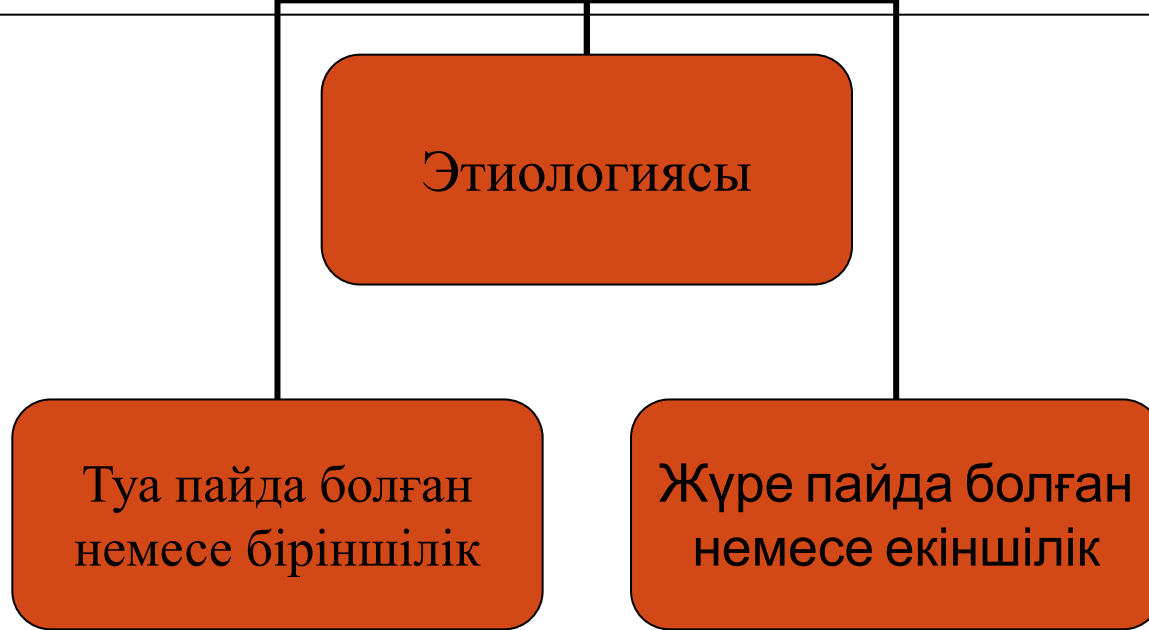 Этиологиясы
Туа пайда болған
немесе біріншілік
Жүре пайда болған
немесе екіншілік